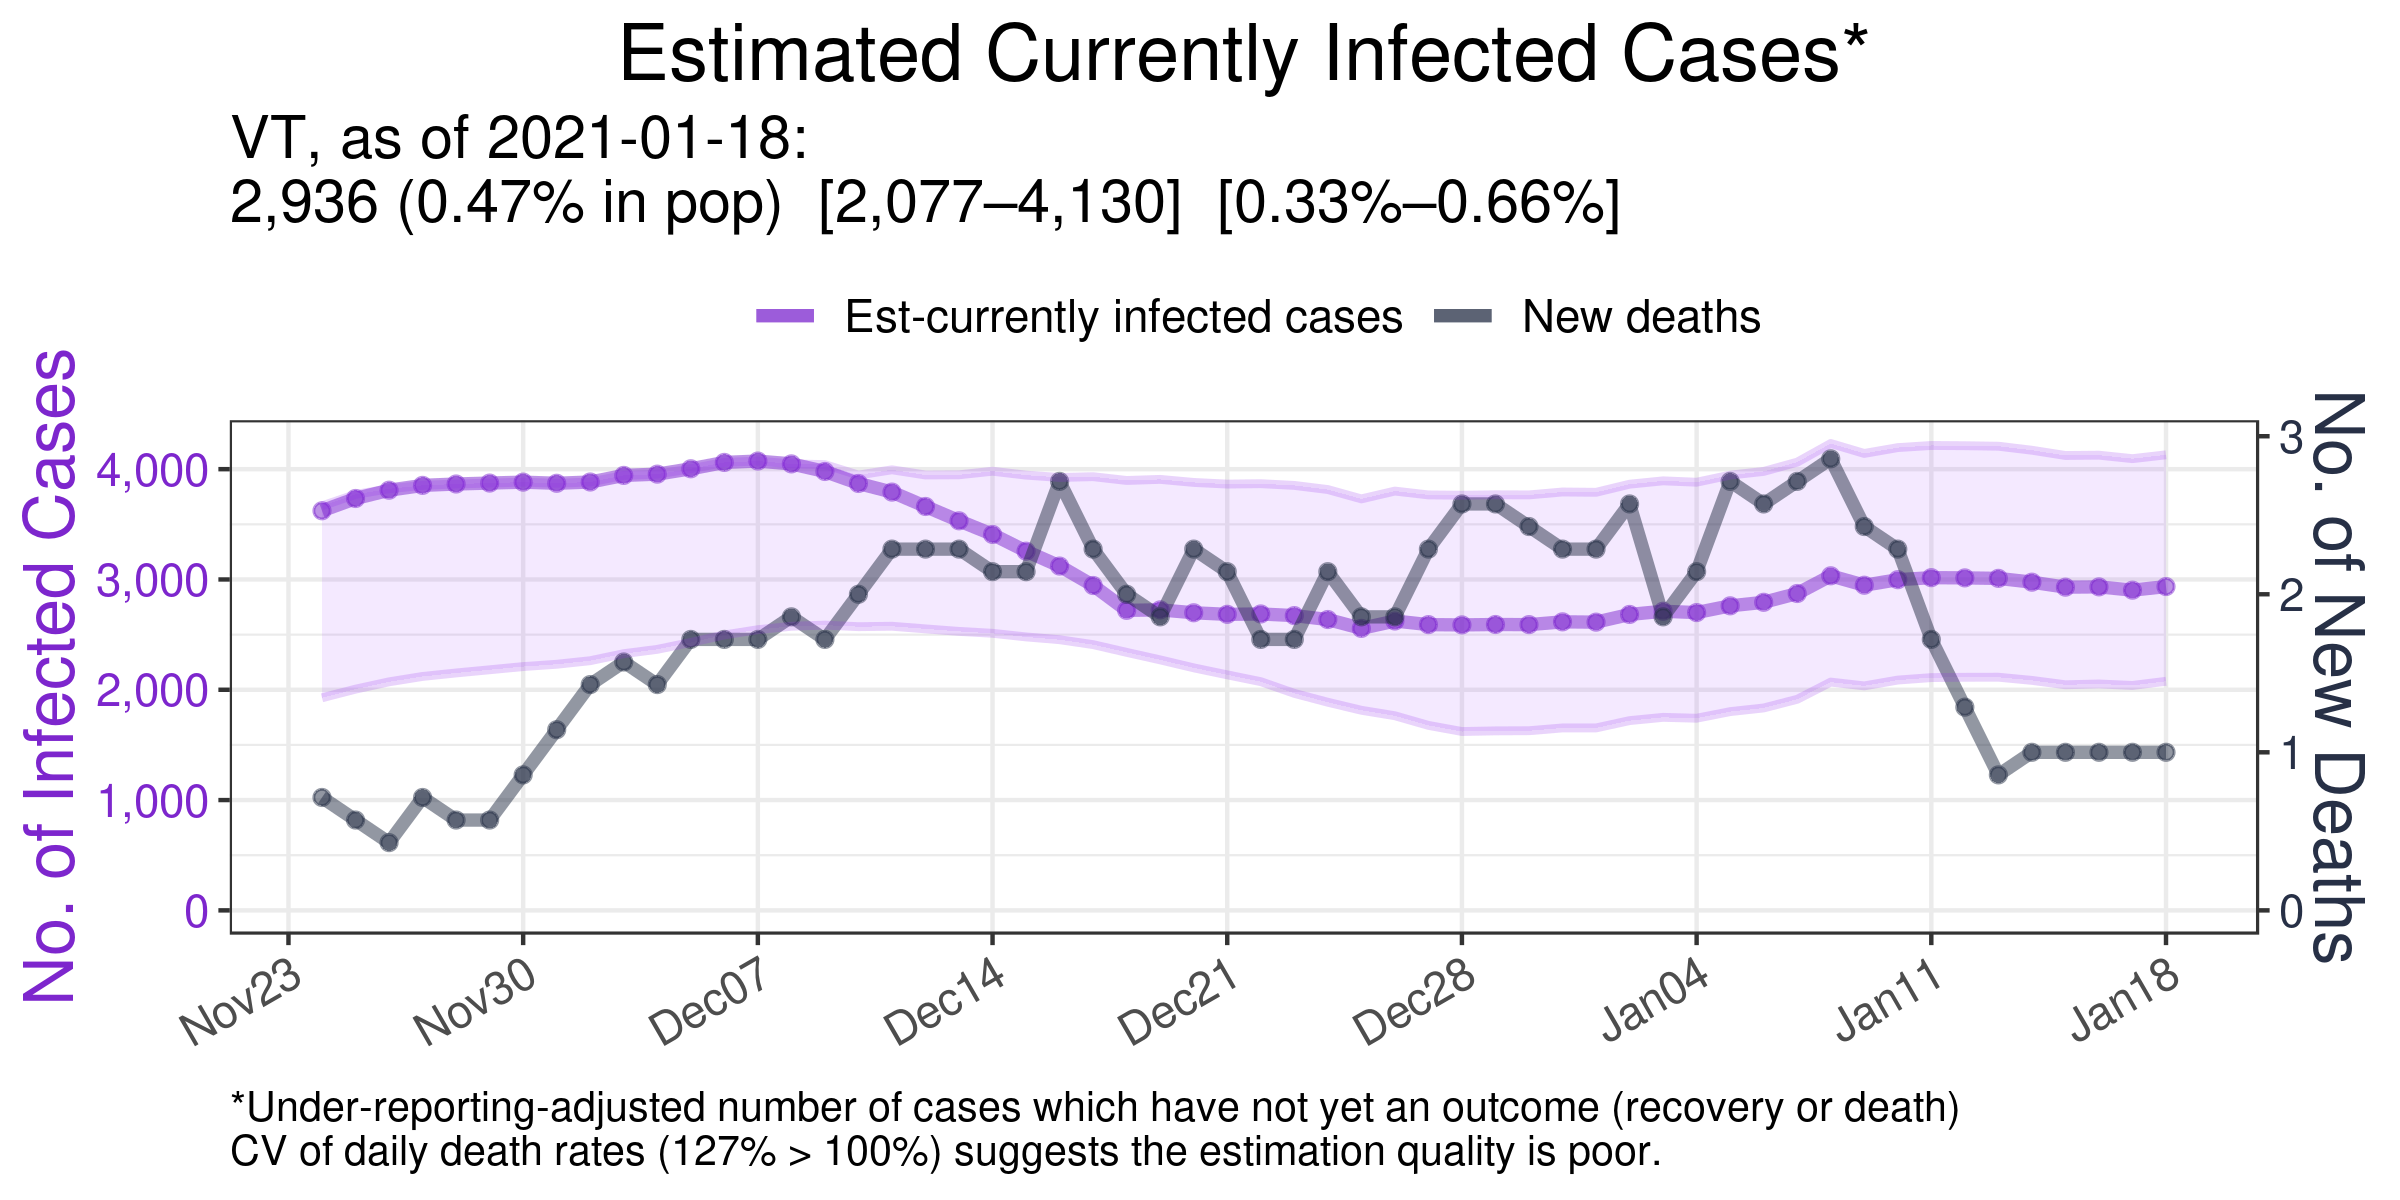 Estimated Currently Infected Cases*
VT, as of 2021-01-18:
2,936 (0.47% in pop)  [2,077–4,130]  [0.33%–0.66%]
Est-currently infected cases
New deaths
No. of Infected Cases
4,000
3,000
2,000
1,000
0
No. of New Deaths
3
2
1
0
Nov23
Nov30
Dec07
Dec14
Dec21
Dec28
Jan04
Jan11
Jan18
*Under-reporting-adjusted number of cases which have not yet an outcome (recovery or death)
CV of daily death rates (127% > 100%) suggests the estimation quality is poor.